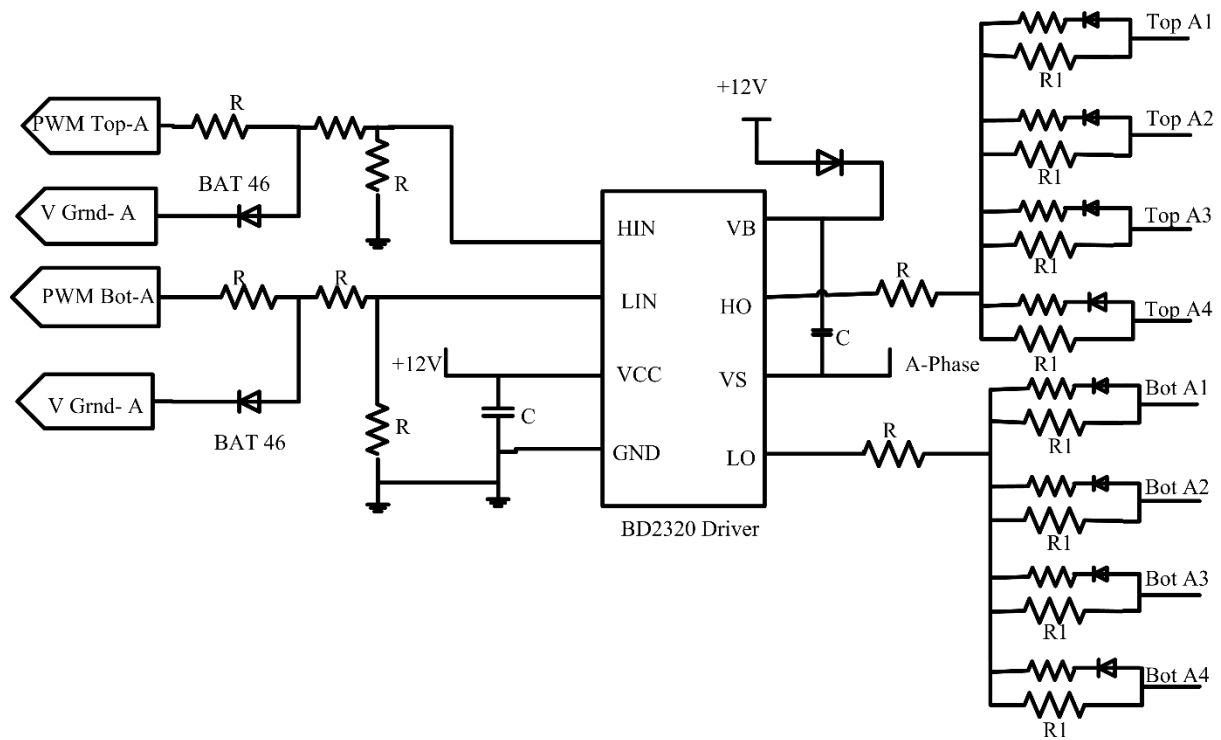 PWM Top-A
R
BAT 46
V Grnd- A
R
PWM Bot-A
R
R
V Grnd- A
BAT 46
R
+12V
C
+12V
HIN
VB
LIN
HO
VCC
VS
GND
LO
BD2320 Driver
R
C
A-Phase
R
Top A1
R1
Top A2
R1
Top A3
R1
Top A4
R1
Bot A1
R1
Bot A2
R1
Bot A3
R1
Bot A4
R1